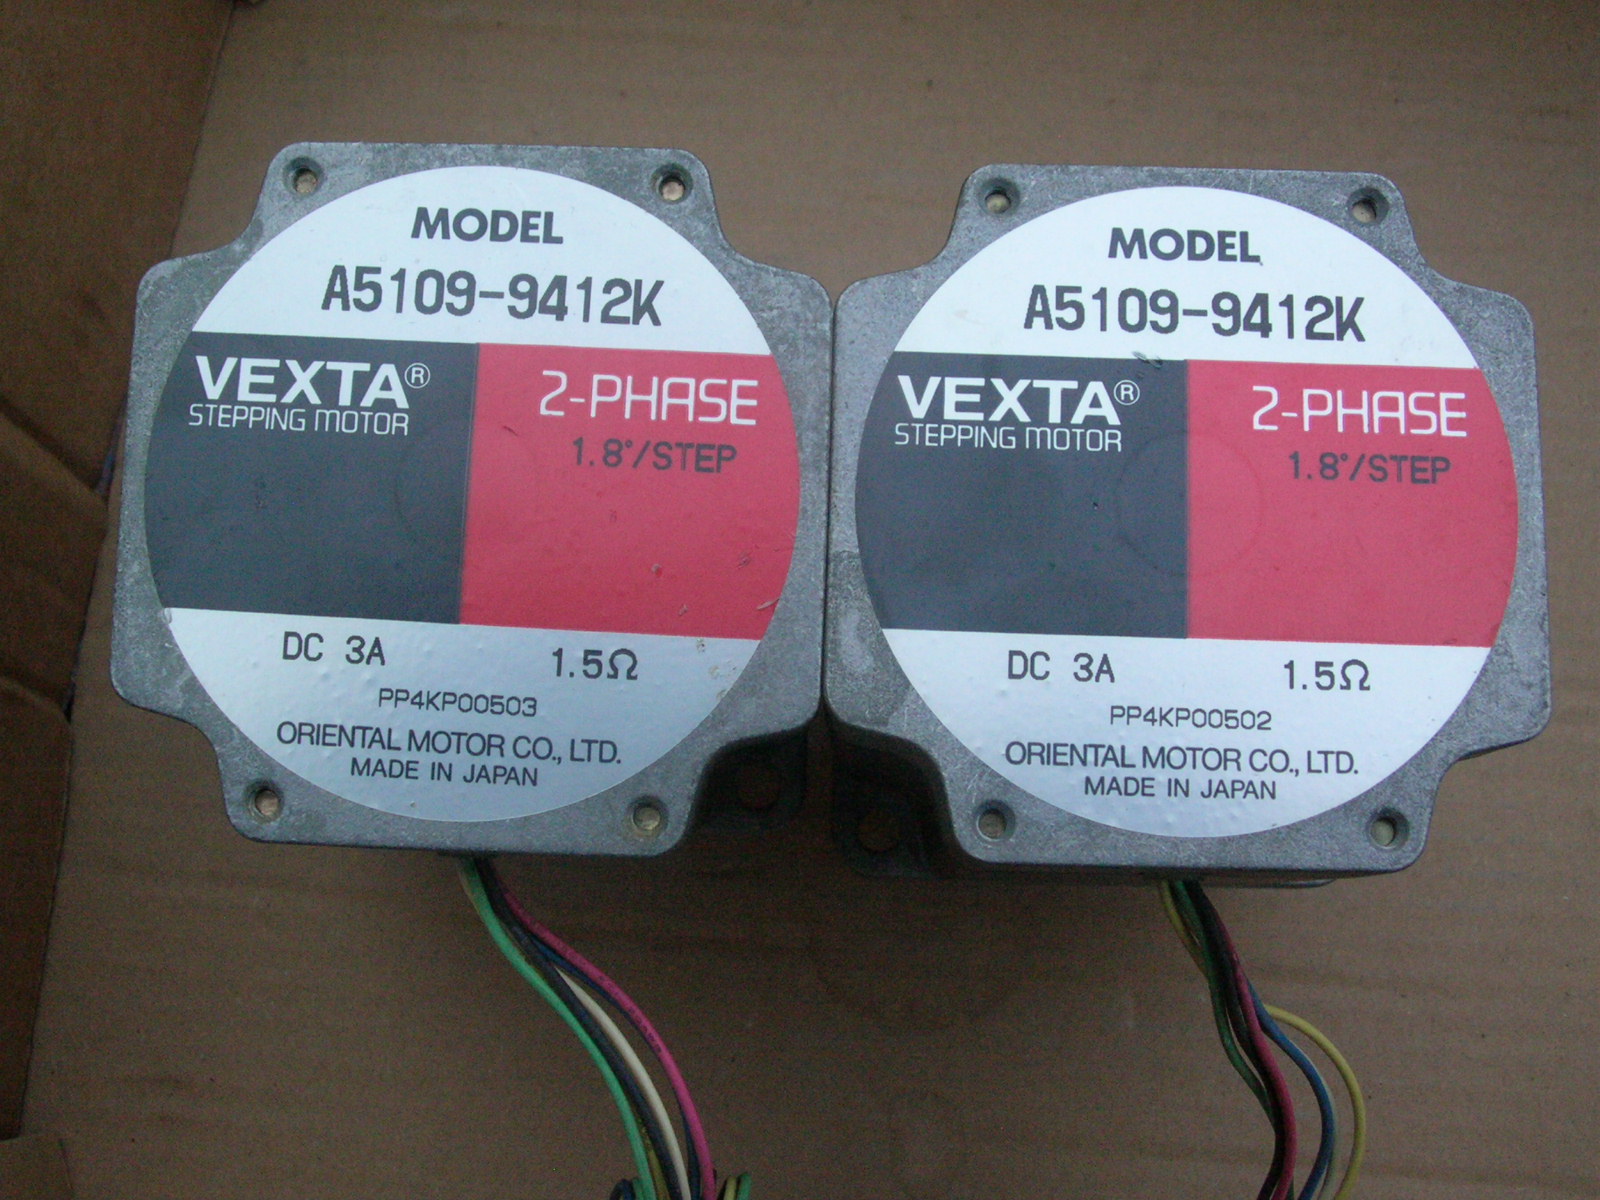 MODEL
A5109-9412K
VEXTA®
STEPPING MOTOR
2-PHASE
1.8°/STEP
DC 3A
1.5Ω
PP4KP00503
ORIENTAL MOTOR CO., LTD.
MADE IN JAPAN
MODEL
A5109-9412K
VEXTA®
STEPPING MOTOR
2-PHASE
1.8°/STEP
DC 3A
1.5Ω
PP4KP00502
ORIENTAL MOTOR CO., LTD.
MADE IN JAPAN